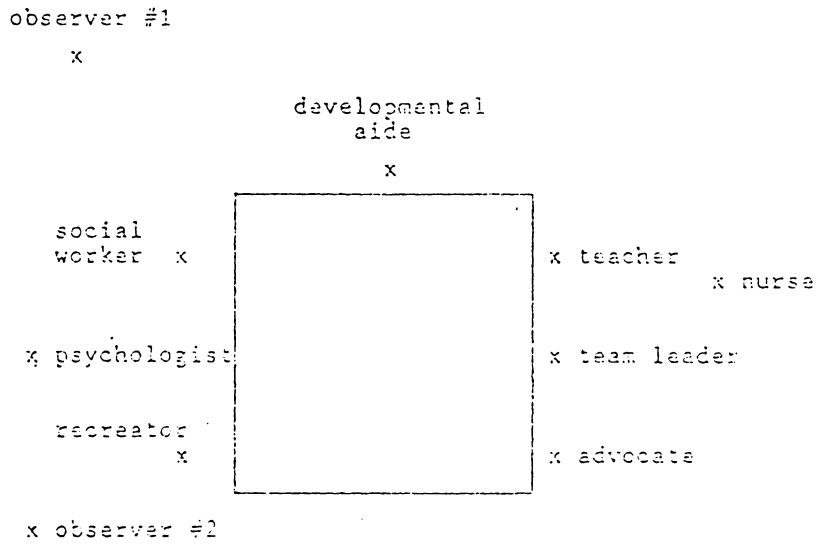 observer #1
x
developmental
aide
x
social
worker x
x teacher
x nurse
x psychologist
x team leader
recreator
x
x advocate
x observer #2